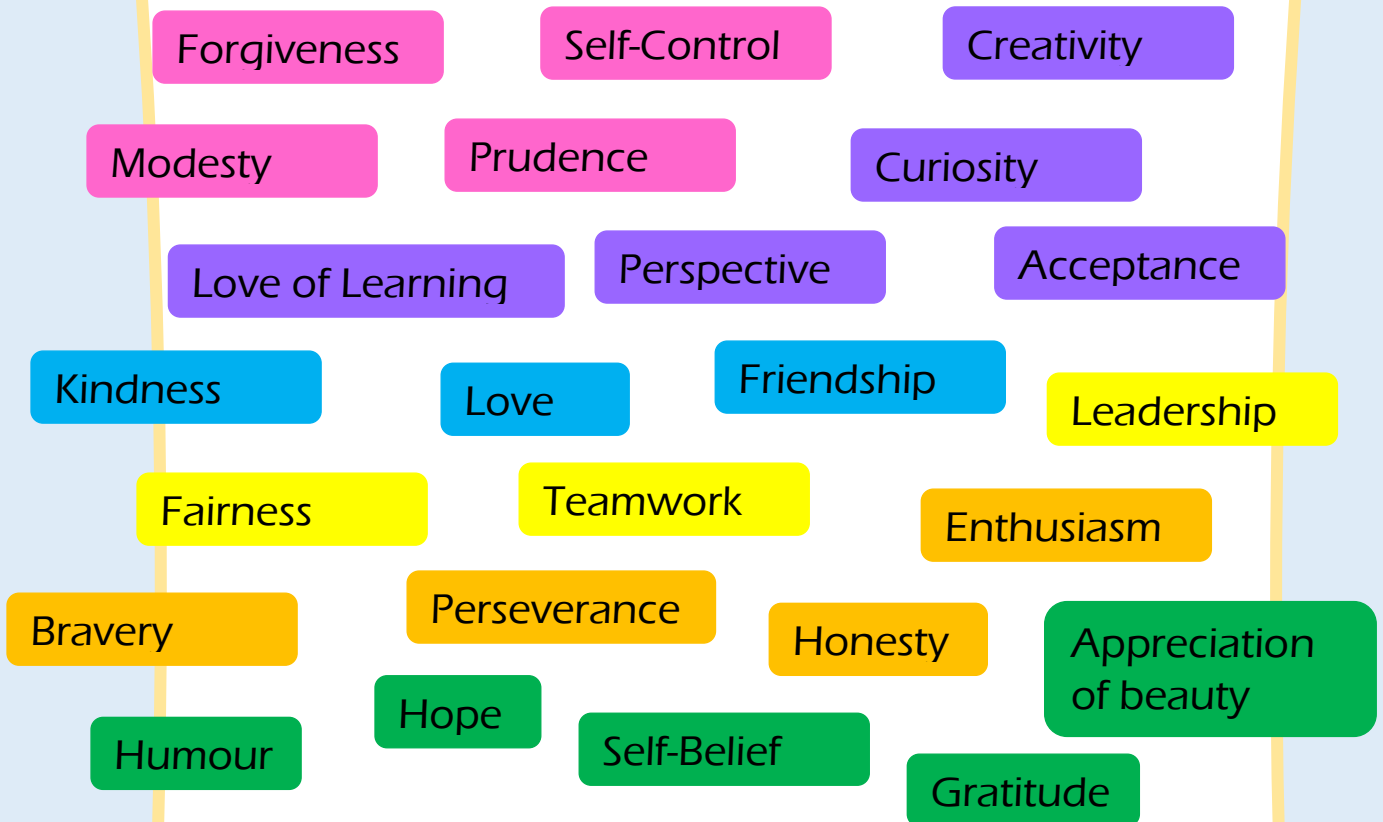 Forgiveness
Self-Control
Creativity
Modesty
Prudence
Curiosity
Love of Learning
Perspective
Acceptance
Kindness
Love
Friendship
Leadership
Fairness
Teamwork
Enthusiasm
Bravery
Perseverance
Honesty
Appreciation
of beauty
Humour
Hope
Self-Belief
Gratitude